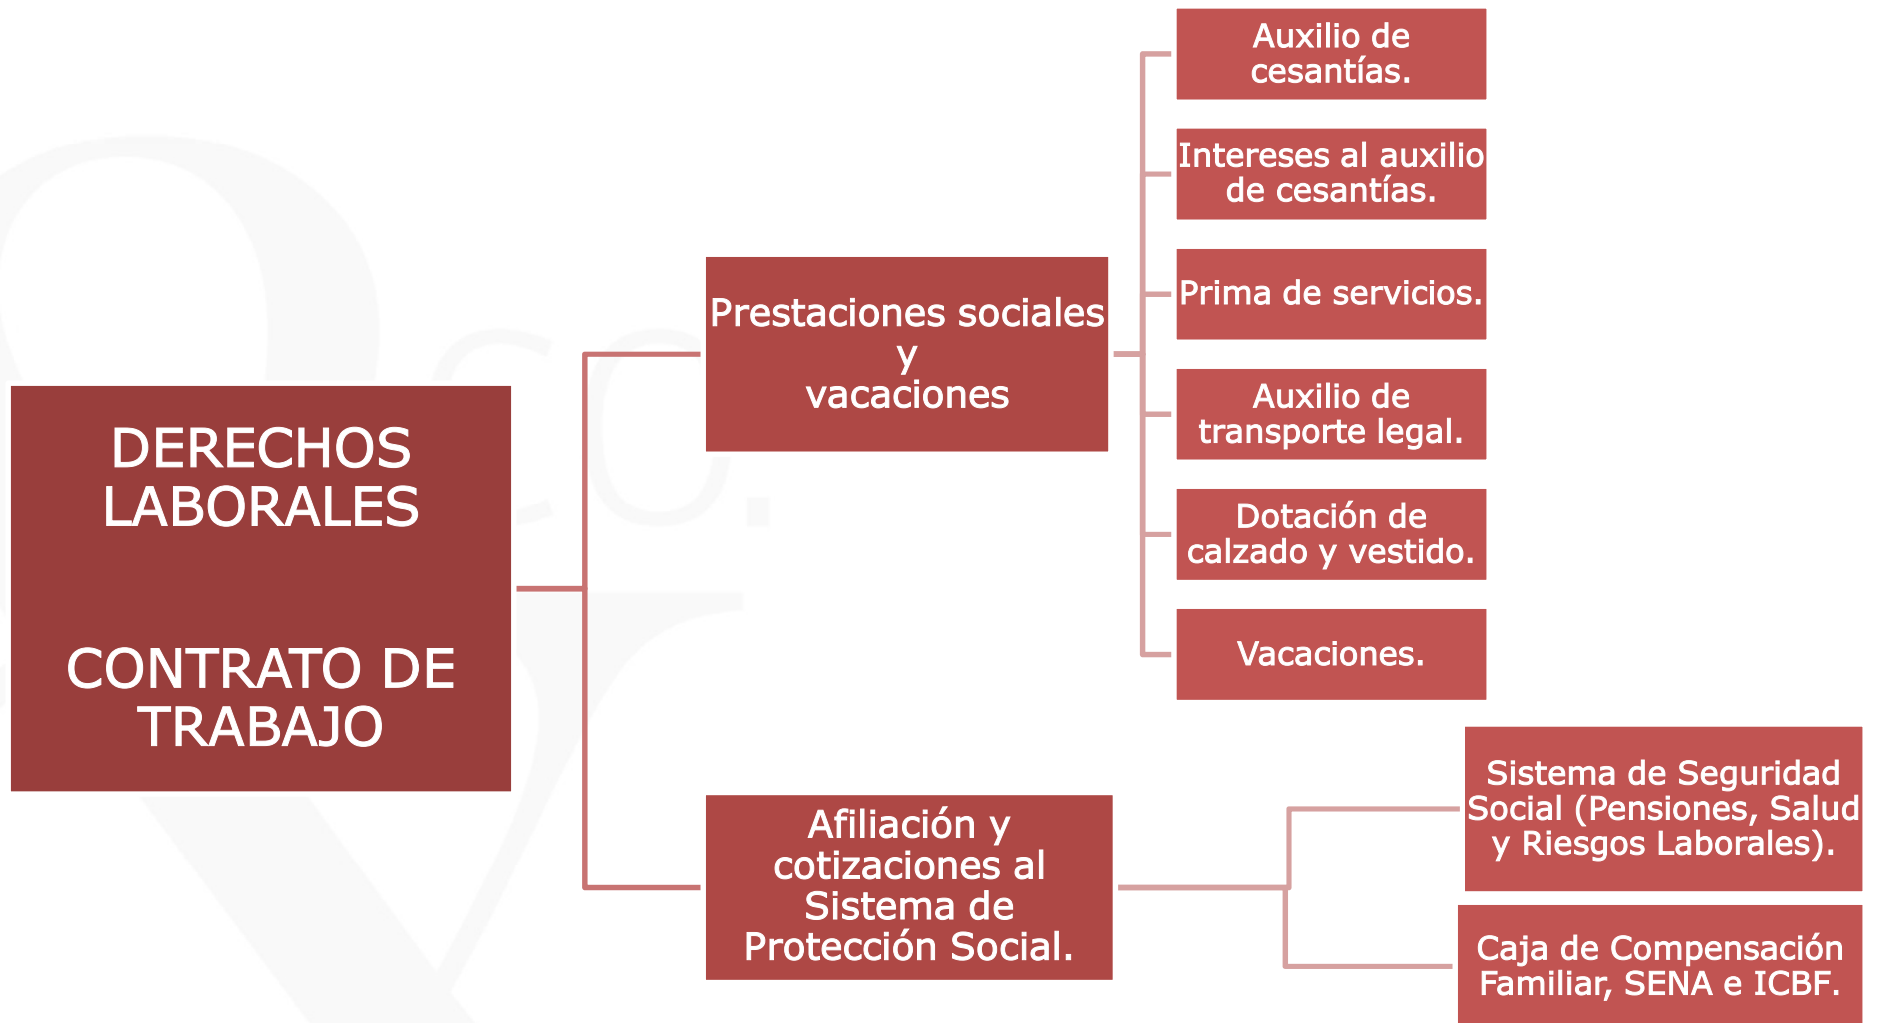 DERECHOS
LABORALES
CONTRATO DE
TRABAJO
Prestaciones sociales
y
vacaciones
Auxilio de
cesantías.
Intereses al auxilio
de cesantías.
Prima de servicios.
Auxilio de
transporte legal.
Dotación de
calzado y vestido.
Vacaciones.
Afiliación y
cotizaciones al
Sistema de
Protección Social.
Sistema de Seguridad
Social (Pensiones, Salud
y Riesgos Laborales).
Caja de Compensación
Familiar, SENA e ICBF.